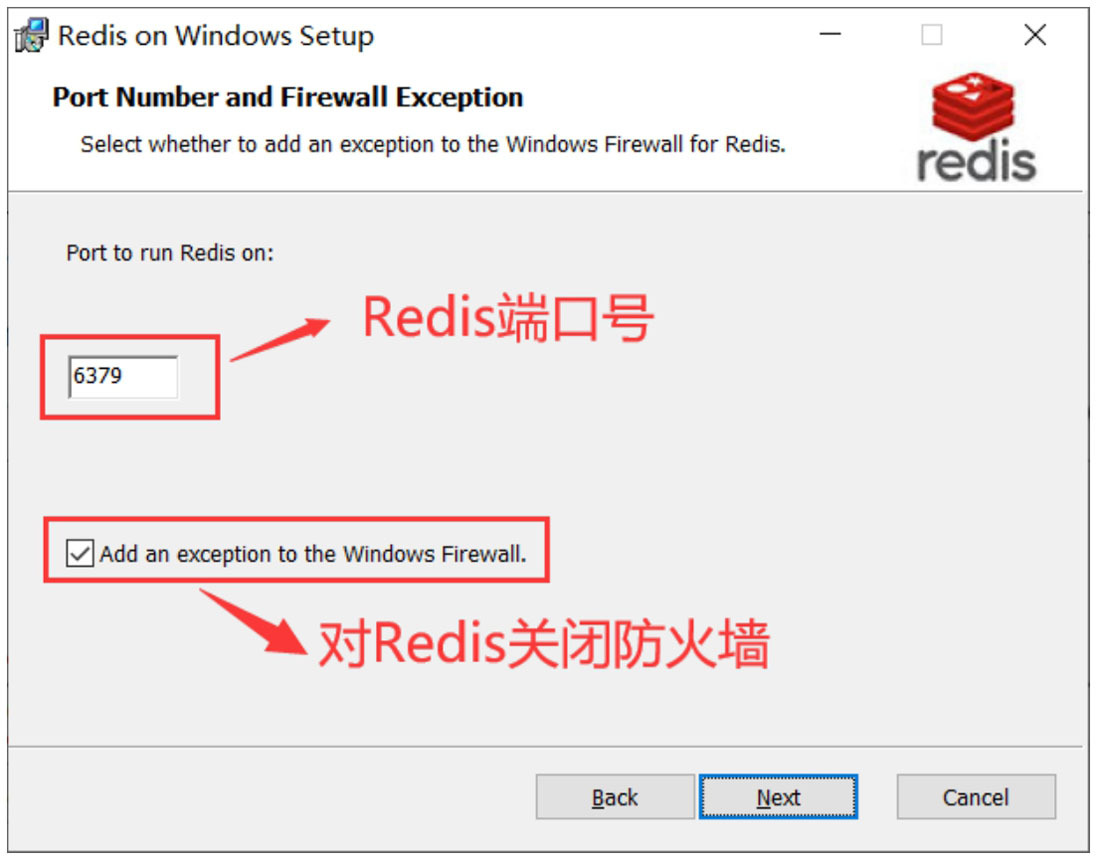 Redis on Windows Setup
Port Number and Firewall Exception
Select whether to add an exception to the Windows Firewall for Redis.
redis
Port to run Redis on:
Redis端口号
6379
Add an exception to the Windows Firewall.
对Redis关闭防火墙
Back Next Cancel